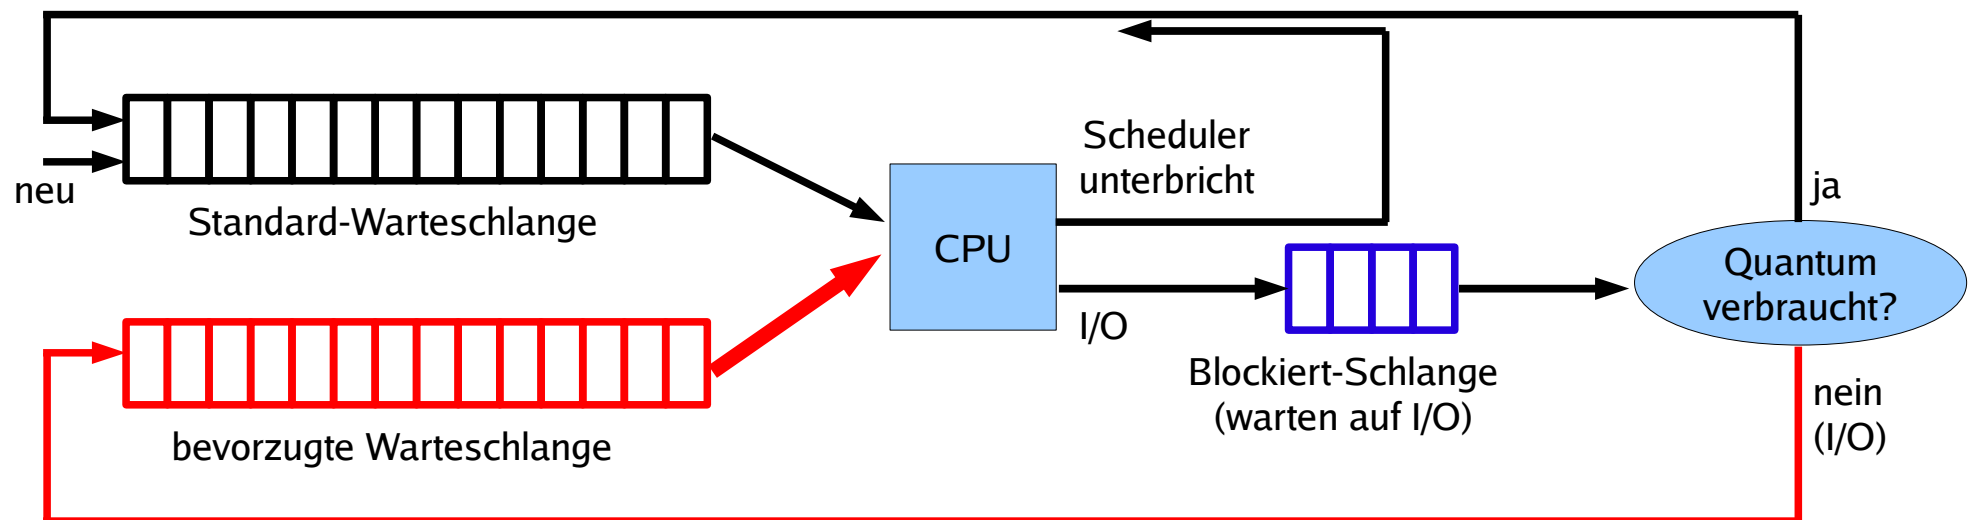 neu
Standard-Warteschlange
bevorzugte Warteschlange
CPU
Scheduler
unterbricht
I/O
Blockiert-Schlange
(warten auf I/O)
Quantum
verbraucht?
ja
nein
(I/O)